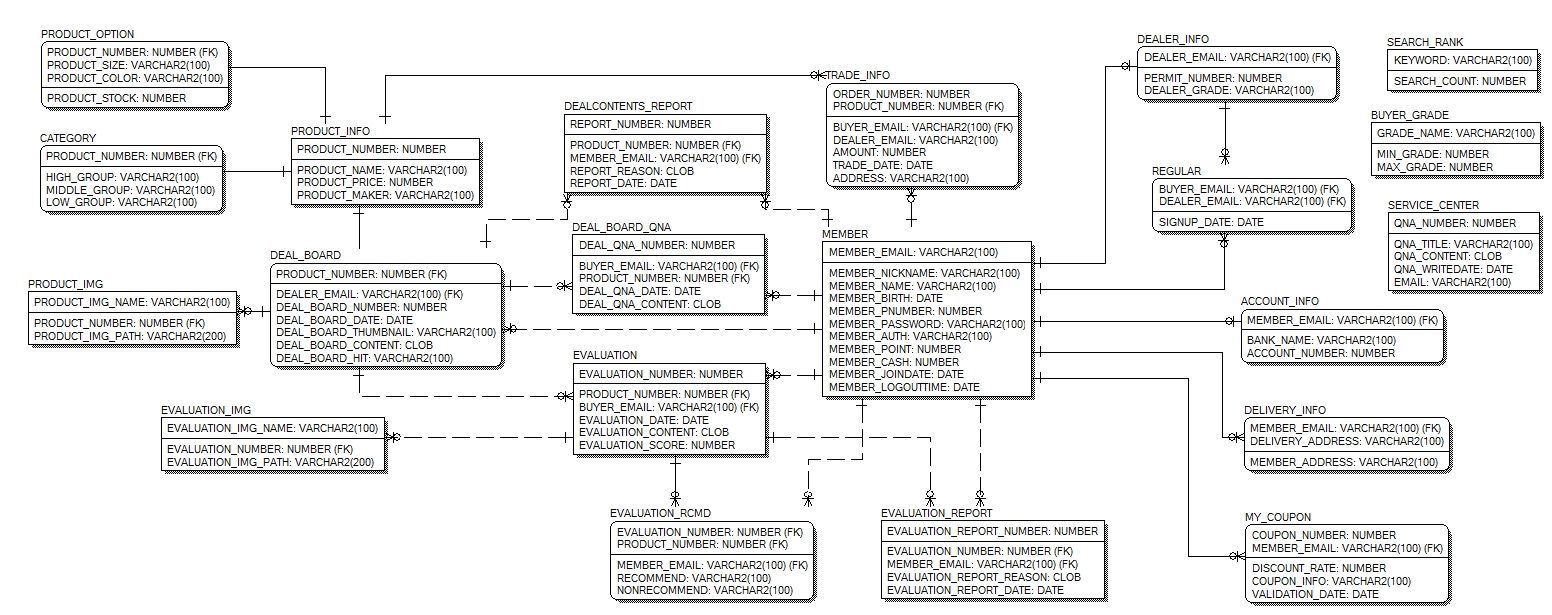 PRODUCT_OPTION
PRODUCT_NUMBER: NUMBER (FK)
PRODUCT_SIZE: VARCHAR2(100)
PRODUCT_COLOR: VARCHAR2(100)
PRODUCT_STOCK: NUMBER
CATEGORY
PRODUCT_NUMBER: NUMBER (FK)
HIGH_GROUP: VARCHAR2(100)
MIDDLE_GROUP: VARCHAR2(100)
LOW_GROUP: VARCHAR2(100)
PRODUCT_INFO
PRODUCT_NUMBER: NUMBER
PRODUCT_NAME: VARCHAR2(100)
PRODUCT_PRICE: NUMBER
PRODUCT_MAKER: VARCHAR2(100)
DEALCONTENTS_REPORT
REPORT_NUMBER: NUMBER
PRODUCT_NUMBER: NUMBER (FK)
MEMBER_EMAIL: VARCHAR2(100) (FK)
REPORT_REASON: CLOB
REPORT_DATE: DATE
TRADE_INFO
ORDER_NUMBER: NUMBER
PRODUCT_NUMBER: NUMBER (FK)
BUYER_EMAIL: VARCHAR2(100) (FK)
DEALER_EMAIL: VARCHAR2(100)
AMOUNT: NUMBER
TRADE_DATE: DATE
ADDRESS: VARCHAR2(100)
DEALER_INFO
DEALER_EMAIL: VARCHAR2(100) (FK)
PERMIT_NUMBER: NUMBER
DEALER_GRADE: VARCHAR2(100)
SEARCH_RANK
KEYWORD: VARCHAR2(100)
SEARCH_COUNT: NUMBER
BUYER_GRADE
GRADE_NAME: VARCHAR2(100)
MIN_GRADE: NUMBER
MAX_GRADE: NUMBER
REGULAR
BUYER_EMAIL: VARCHAR2(100) (FK)
DEALER_EMAIL: VARCHAR2(100) (FK)
SIGNUP_DATE: DATE
SERVICE_CENTER
QNA_NUMBER: NUMBER
QNA_TITLE: VARCHAR2(100)
QNA_CONTENT: CLOB
QNA_WRITEDATE: DATE
EMAIL: VARCHAR2(100)
DEAL_BOARD
PRODUCT_NUMBER: NUMBER (FK)
DEALER_EMAIL: VARCHAR2(100) (FK)
DEAL_BOARD_NUMBER: NUMBER
DEAL_BOARD_DATE: DATE
DEAL_BOARD_THUMBNAIL: VARCHAR2(100)
DEAL_BOARD_CONTENT: CLOB
DEAL_BOARD_HIT: VARCHAR2(100)
DEAL_BOARD_QNA
DEAL_QNA_NUMBER: NUMBER
BUYER_EMAIL: VARCHAR2(100) (FK)
PRODUCT_NUMBER: NUMBER (FK)
DEAL_QNA_DATE: DATE
DEAL_QNA_CONTENT: CLOB
MEMBER
MEMBER_EMAIL: VARCHAR2(100)
MEMBER_NICKNAME: VARCHAR2(100)
MEMBER_NAME: VARCHAR2(100)
MEMBER_BIRTH: DATE
MEMBER_PNUMBER: NUMBER
MEMBER_PASSWORD: VARCHAR2(100)
MEMBER_AUTH: VARCHAR2(100)
MEMBER_POINT: NUMBER
MEMBER_CASH: NUMBER
MEMBER_JOINDATE: DATE
MEMBER_LOGOUTTIME: DATE
PRODUCT_IMG
PRODUCT_IMG_NAME: VARCHAR2(100)
PRODUCT_NUMBER: NUMBER (FK)
PRODUCT_IMG_PATH: VARCHAR2(200)
ACCOUNT_INFO
MEMBER_EMAIL: VARCHAR2(100) (FK)
BANK_NAME: VARCHAR2(100)
ACCOUNT_NUMBER: NUMBER
EVALUATION
EVALUATION_NUMBER: NUMBER
PRODUCT_NUMBER: NUMBER (FK)
BUYER_EMAIL: VARCHAR2(100) (FK)
EVALUATION_DATE: DATE
EVALUATION_CONTENT: CLOB
EVALUATION_SCORE: NUMBER
EVALUATION_IMG
EVALUATION_IMG_NAME: VARCHAR2(100)
EVALUATION_NUMBER: NUMBER (FK)
EVALUATION_IMG_PATH: VARCHAR2(200)
DELIVERY_INFO
MEMBER_EMAIL: VARCHAR2(100) (FK)
DELIVERY_ADDRESS: VARCHAR2(100)
MEMBER_ADDRESS: VARCHAR2(100)
EVALUATION_RCMD
EVALUATION_NUMBER: NUMBER (FK)
PRODUCT_NUMBER: NUMBER (FK)
MEMBER_EMAIL: VARCHAR2(100) (FK)
RECOMMEND: VARCHAR2(100)
NONRECOMMEND: VARCHAR2(100)
EVALUATION_REPORT
EVALUATION_REPORT_NUMBER: NUMBER
EVALUATION_NUMBER: NUMBER (FK)
MEMBER_EMAIL: VARCHAR2(100) (FK)
EVALUATION_REPORT_REASON: CLOB
EVALUATION_REPORT_DATE: DATE
MY_COUPON
COUPON_NUMBER: NUMBER
MEMBER_EMAIL: VARCHAR2(100) (FK)
DISCOUNT_RATE: NUMBER
COUPON_INFO: VARCHAR2(100)
VALIDATION_DATE: DATE